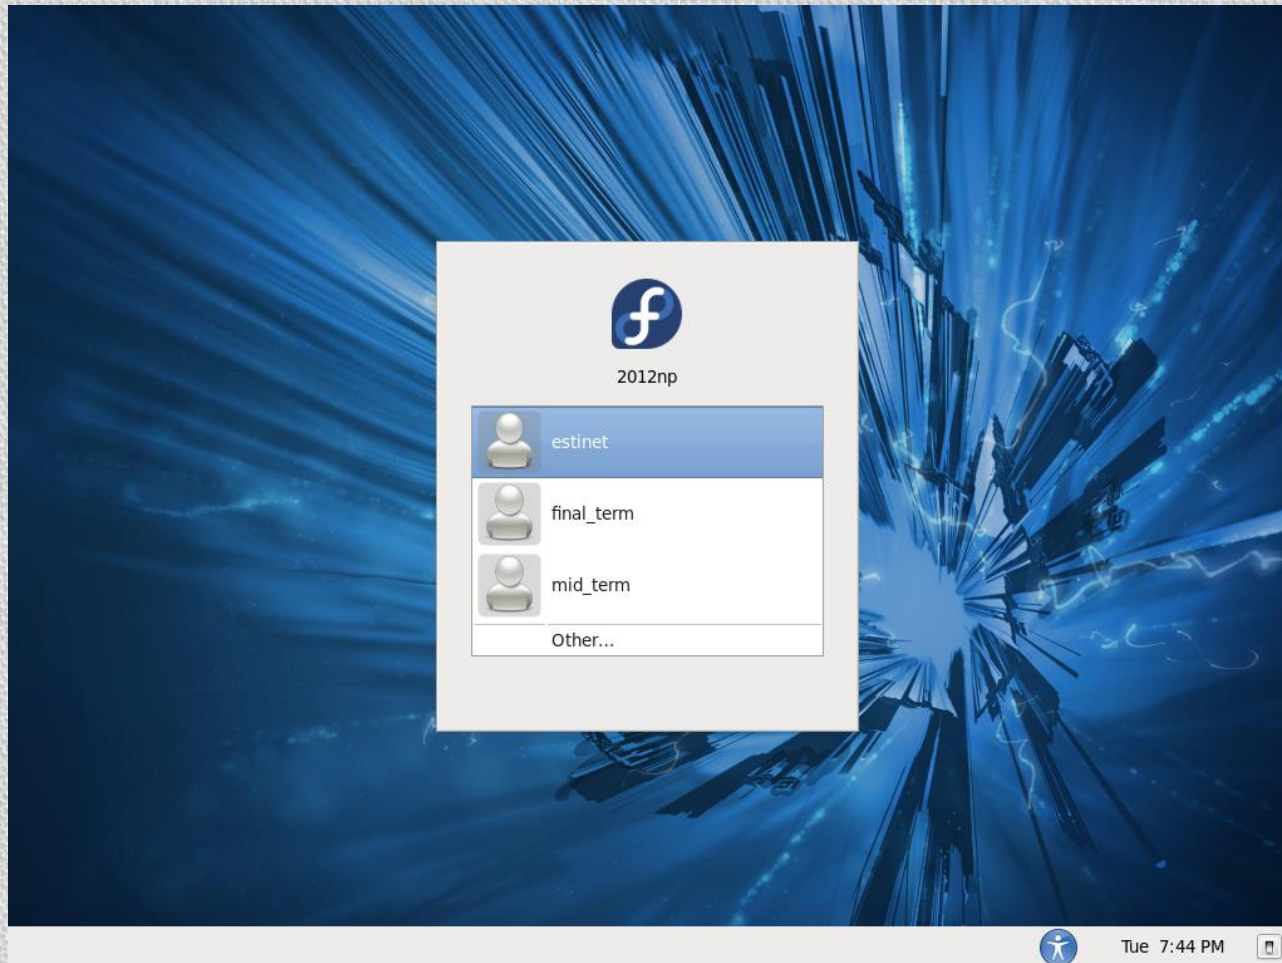 2012np
estinet
final_term
mid_term
Other...
Tue 7:44 PM